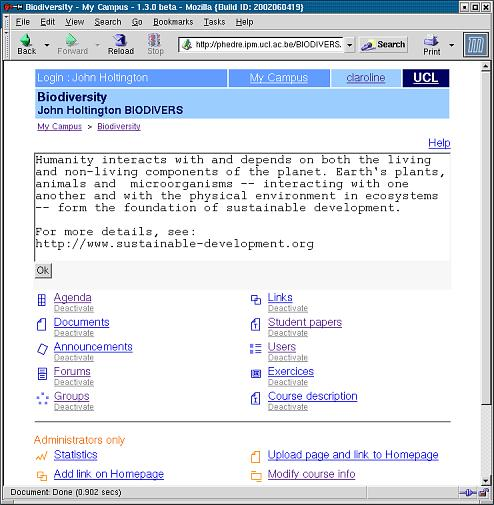 Biodiversity - My Campus - 1.3.0 beta - Mozilla {Build ID: 2002060419}
File Edit View Search Go Bookmarks Tasks Help
Back Forward Reload Stop http://phedre.ipm.ucl.ac.be/BIODIVERS. Search Print
Login : John Holtington My Campus claroline UCL
Biodiversity
John Holtington BIODIVERS
My Campus > Biodiversity
Help
Humanity interacts with and depends on both the living
and non-living components of the planet. Earth's plants,
animals and microorganisms -- interacting with one
another and with the physical environment in ecosystems
-- form the foundation of sustainable development.
For more details, see:
http://www.sustainable-development.org
Ok
Agenda Links
Deactivate Deactivate
Documents Student papers
Deactivate Deactivate
Announcements Users
Deactivate Deactivate
Forums Exercices
Deactivate Deactivate
Groups Course description
Deactivate Deactivate
Administrators only
Statistics Upload page and link to Homepage
Add link on Homepage Modify course info
Document: Done (0.902 secs)